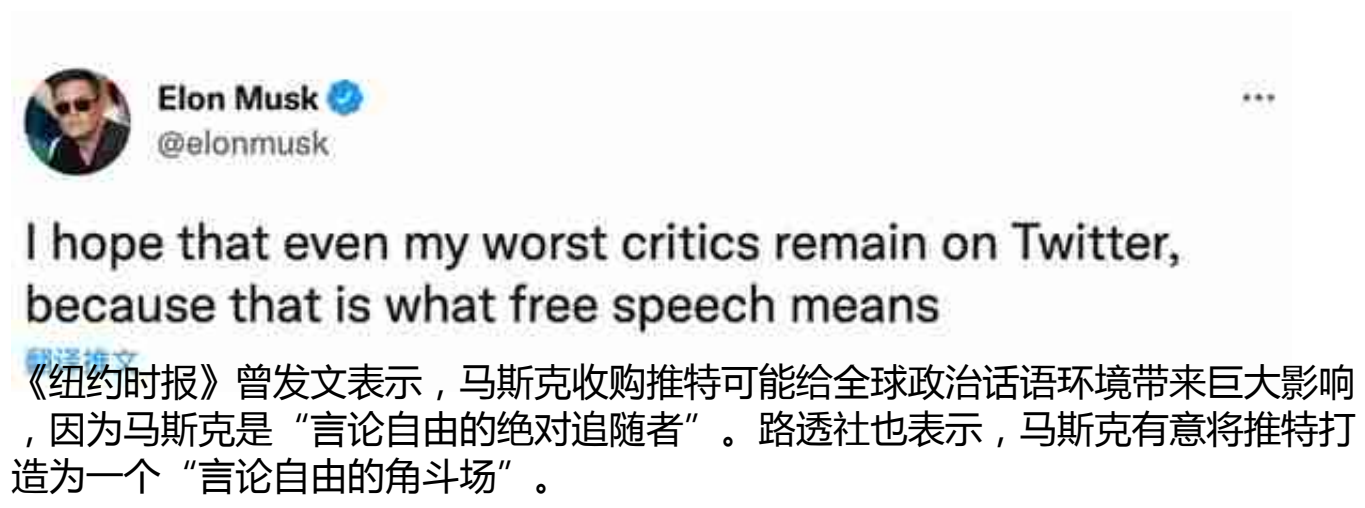 Elon Musk
@elonmusk
I hope that even my worst critics remain on Twitter,
because that is what free speech means
翻译推文
《纽约时报》曾发文表示，马斯克收购推特可能给全球政治话语环境带来巨大影响
，因为马斯克是“言论自由的绝对追随者”。路透社也表示，马斯克有意将推特打
造为一个“言论自由的角斗场”。